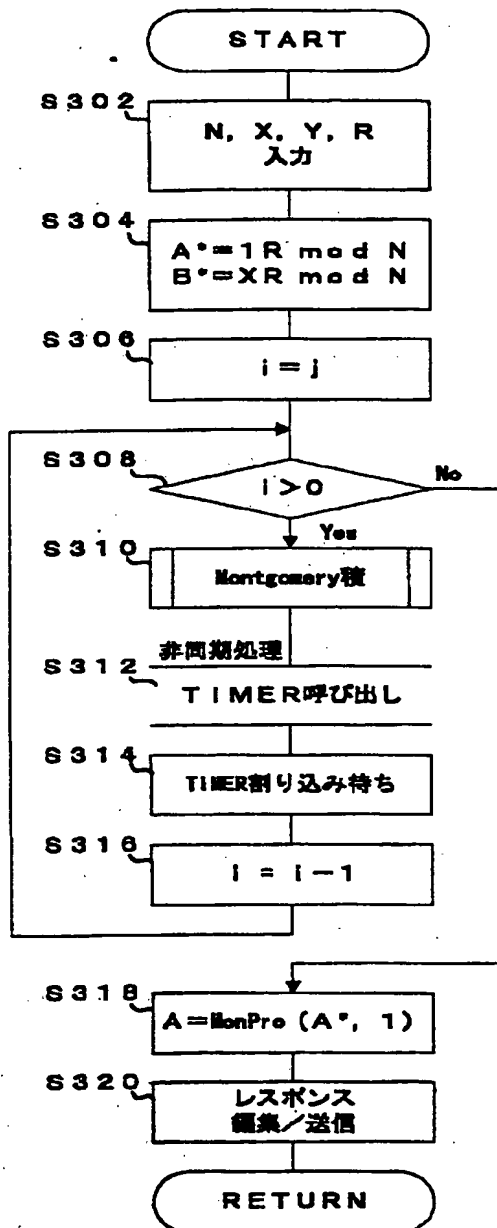 START
S302
N, X, Y, R
入力
S304
A*=1R mod N
B*=XR mod N
S306
i=j
S308
i>0
No
Yes
S310
Montgomery積
非同期処理
S312
TIMER呼び出し
S314
TIMER割り込み待ち
S316
i = i-1
S318
A=MonPro(A*, 1)
S320
レスポンス
編集/送信
RETURN